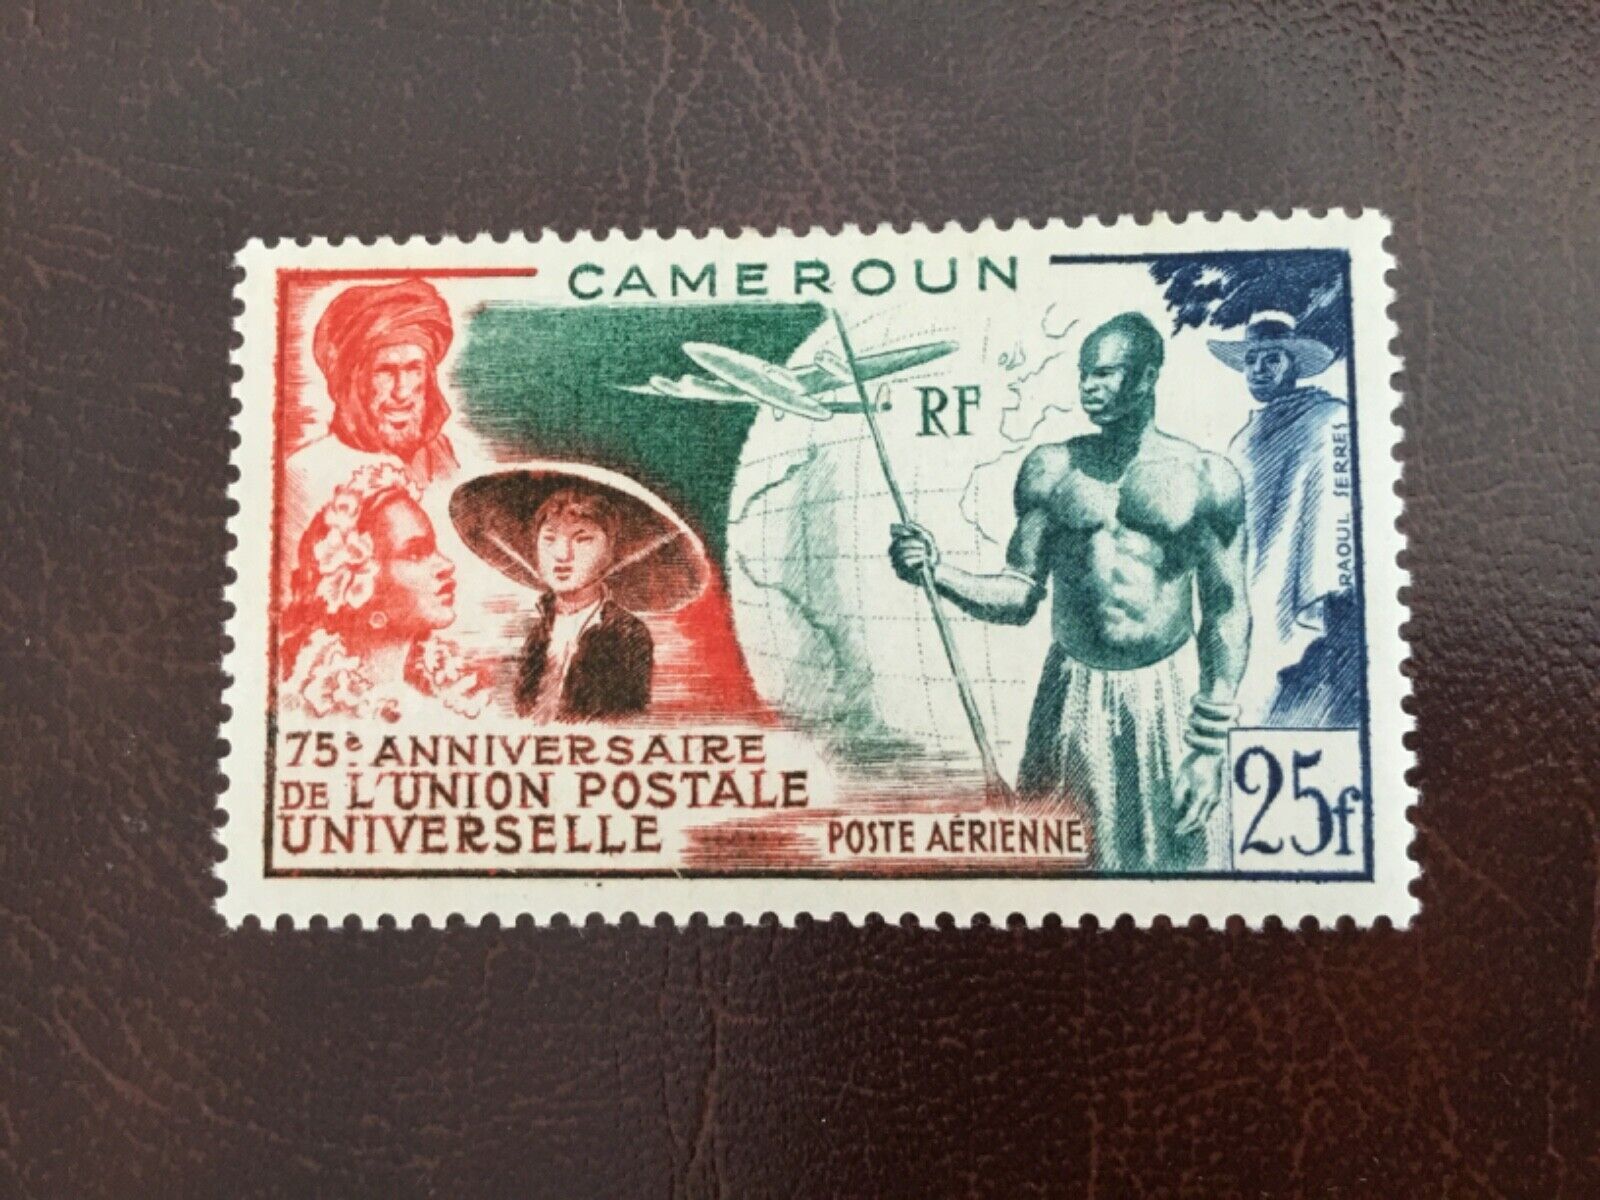 CAMEROUN
RF
RAOUL SERRES
75e ANNIVERSAIRE
DE L'UNION POSTALE
UNIVERSELLE
POSTE AÉRIENNE
25f